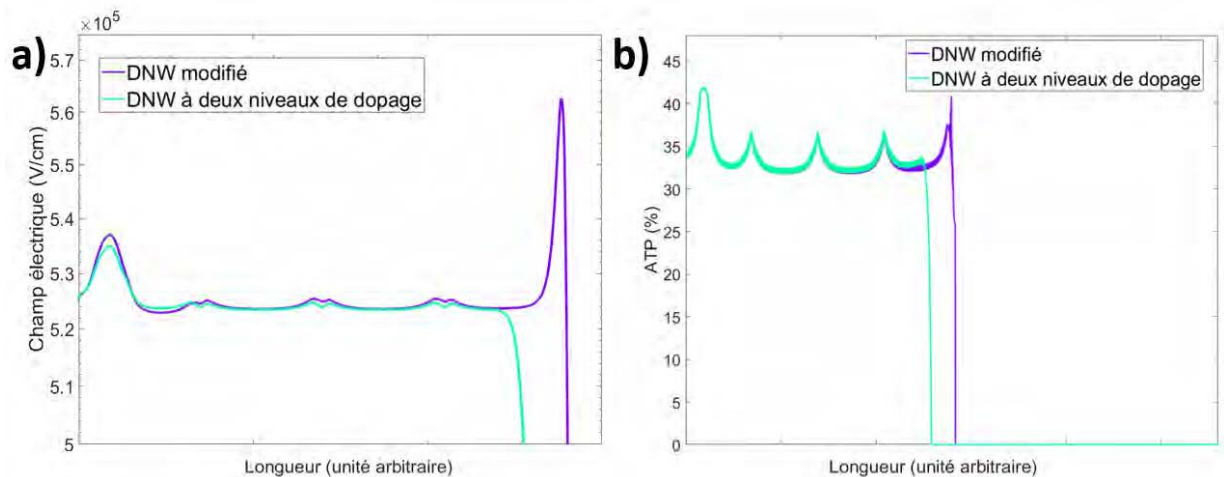 a)
×10⁵
5.7
5.6
5.5
5.4
5.3
5.2
5.1
5
Champ électrique (V/cm)
DNW modifié
DNW à deux niveaux de dopage
Longueur (unité arbitraire)
b)
45
40
35
30
25
20
15
10
5
0
ATP (%)
DNW modifié
DNW à deux niveaux de dopage
Longueur (unité arbitraire)